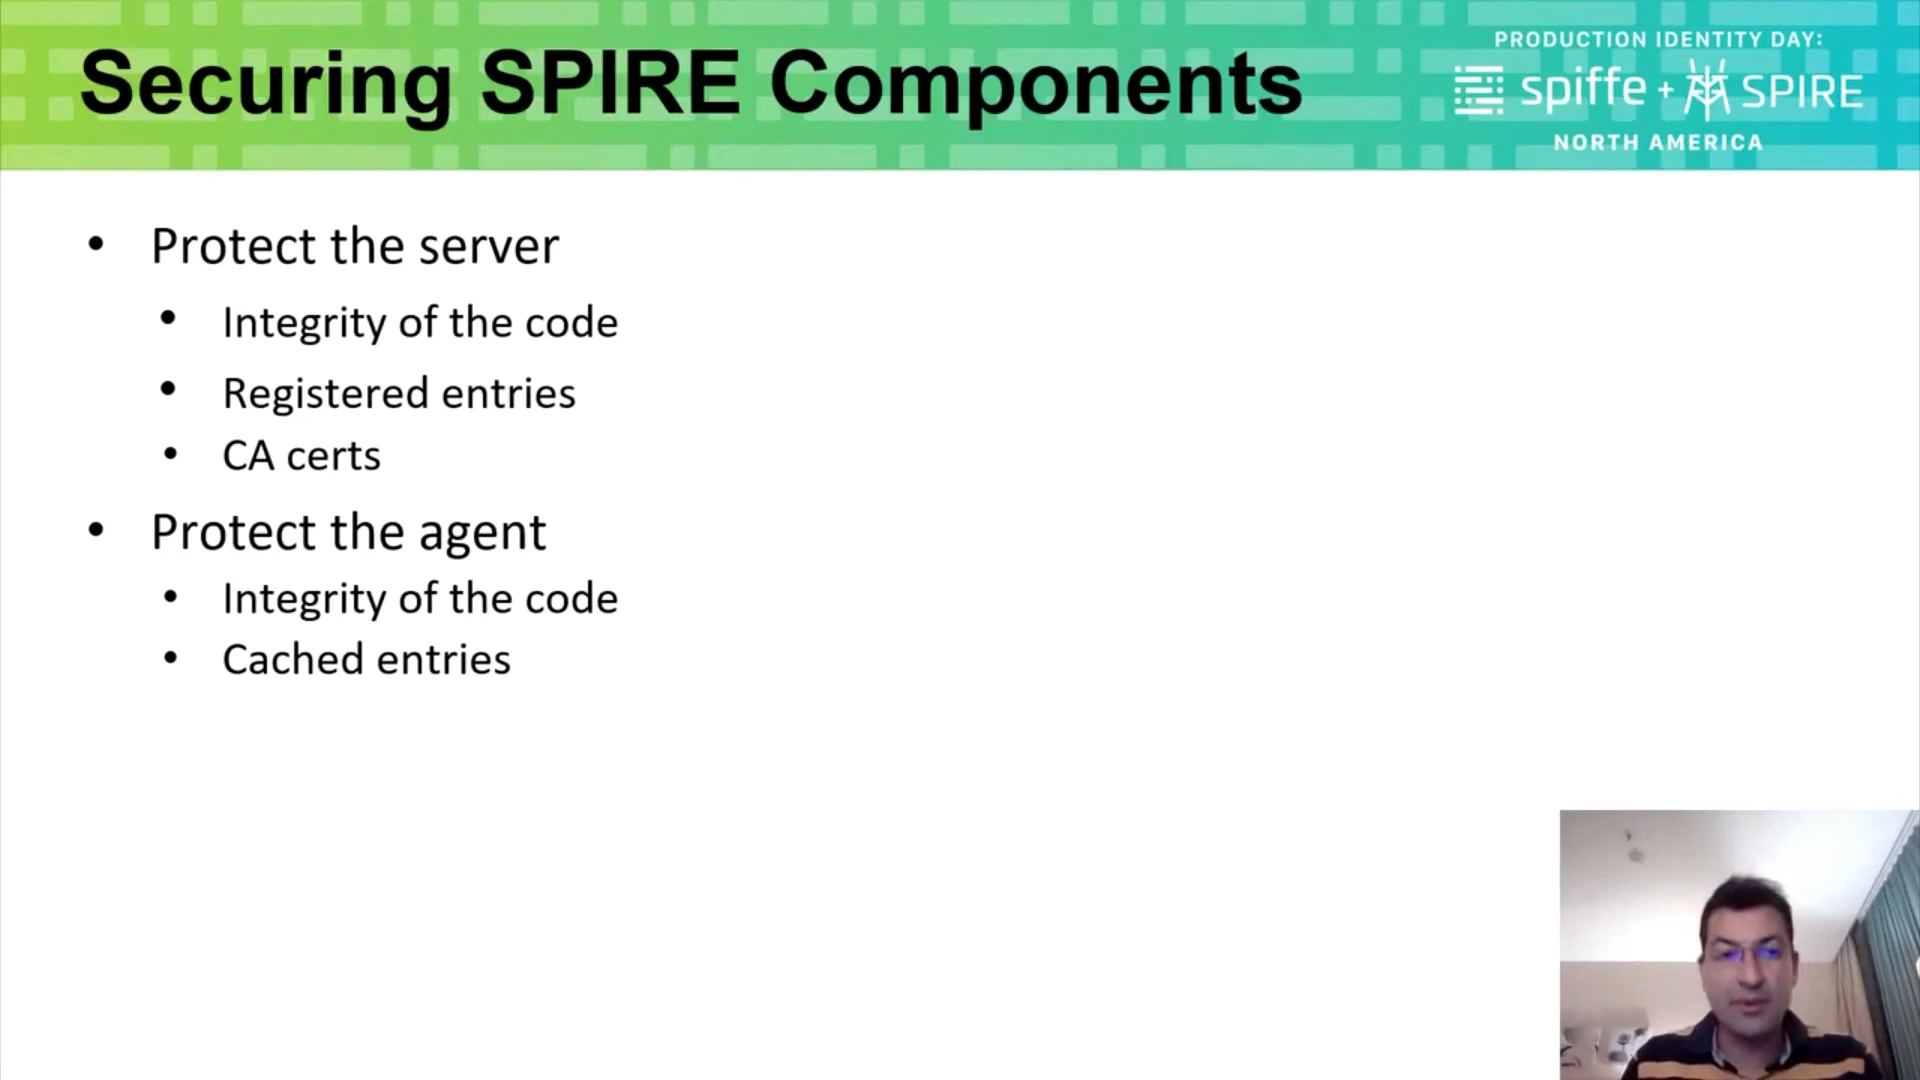 Securing SPIRE Components
PRODUCTION IDENTITY DAY:
spiffe + SPIRE
NORTH AMERICA
• Protect the server
• Integrity of the code
• Registered entries
• CA certs
• Protect the agent
• Integrity of the code
• Cached entries